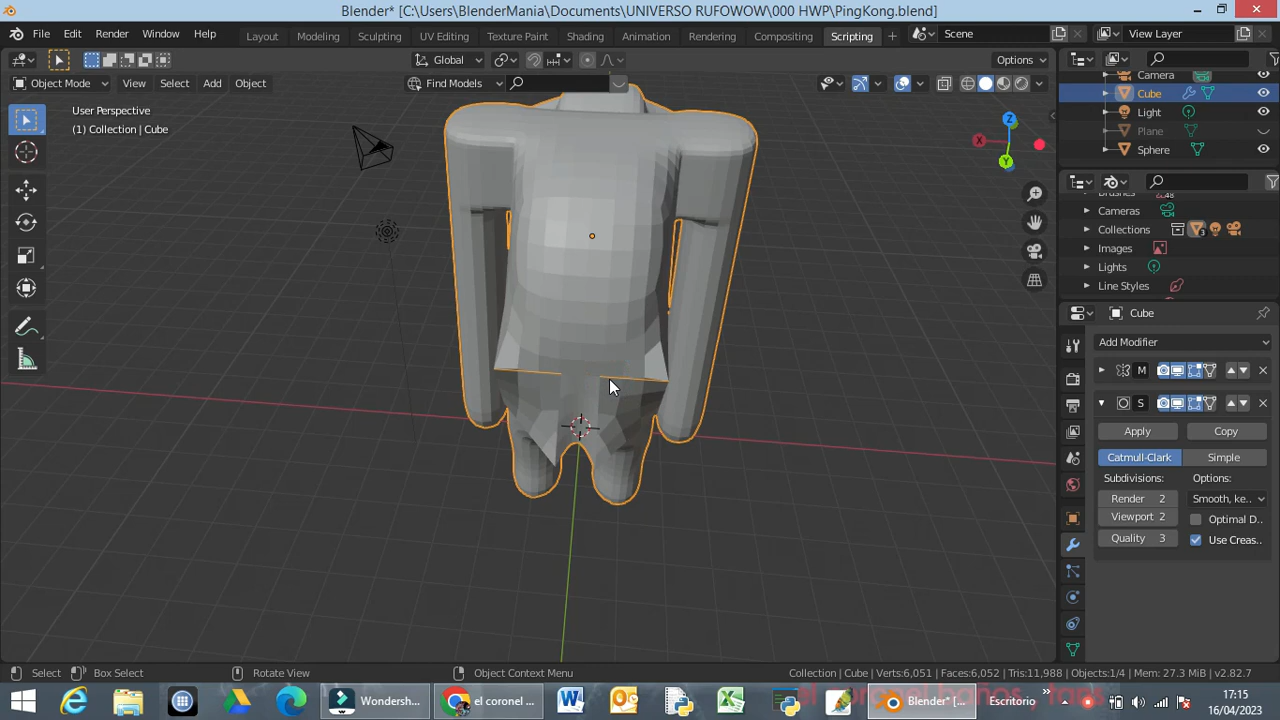 Blender* [C:\Users\BlenderMania\Documents\UNIVERSO RUFOWOW\000 HWP\PingKong.blend]
File Edit Render Window Help Layout Modeling Sculpting UV Editing Texture Paint Shading Animation Rendering Compositing Scripting + Scene View Layer
Global Options
Object Mode View Select Add Object Find Models
User Perspective
(1) Collection | Cube
Camera
Cube
Light
Plane
Sphere
Z
X
Y
48
Cameras
Collections 3
Images
Lights
Line Styles
Cube
Add Modifier
M
S
Apply Copy
Catmull-Clark Simple
Subdivisions: Options:
Render 2 Smooth, ke..
Viewport 2 Optimal D..
Quality 3 Use Creas..
Select Box Select Rotate View Object Context Menu Collection | Cube | Verts:6,051 | Faces:6,052 | Tris:11,988 | Objects:1/4 | Mem: 27.3 MiB | v2.82.7
Wondersh... el coronel ... Blender* [... Escritorio
17:15
16/04/2023